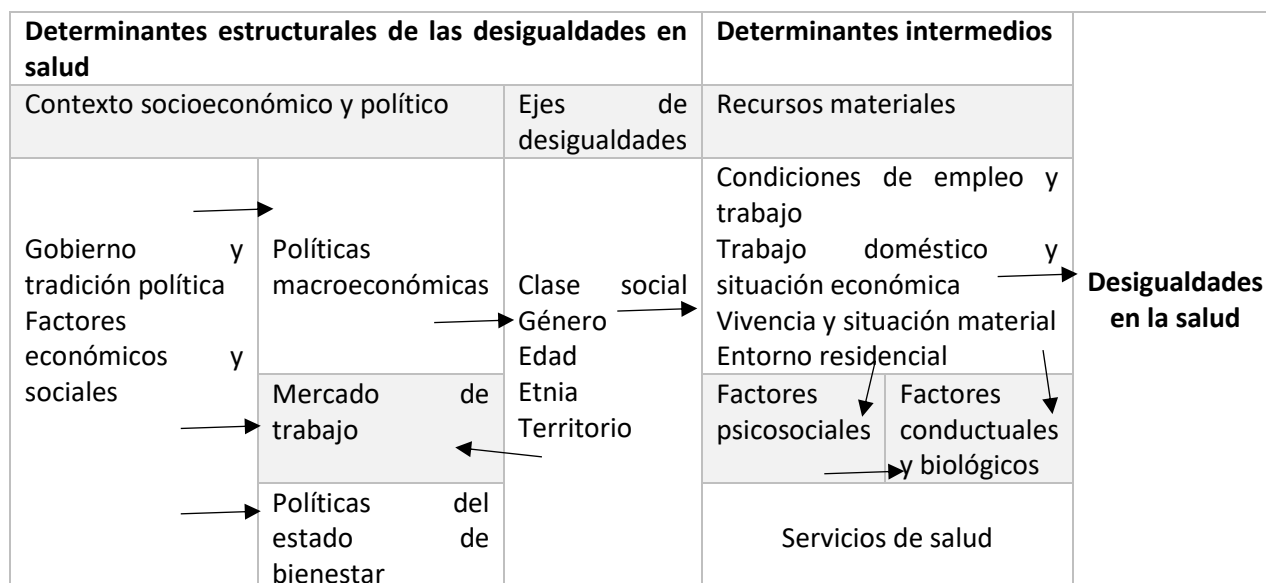 Determinantes estructurales de las desigualdades en
salud
Determinantes intermedios
Contexto socioeconómico y político
Ejes de
desigualdades
Recursos materiales
Gobierno y
tradición política
Factores
económicos y
sociales
Políticas
macroeconómicas
Mercado de
trabajo
Políticas del
estado de
bienestar
Clase social
Género
Edad
Etnia
Territorio
Condiciones de empleo y
trabajo
Trabajo doméstico y
situación económica
Vivencia y situación material
Entorno residencial
Factores
psicosociales
Factores
conductuales
y biológicos
Servicios de salud
Desigualdades
en la salud